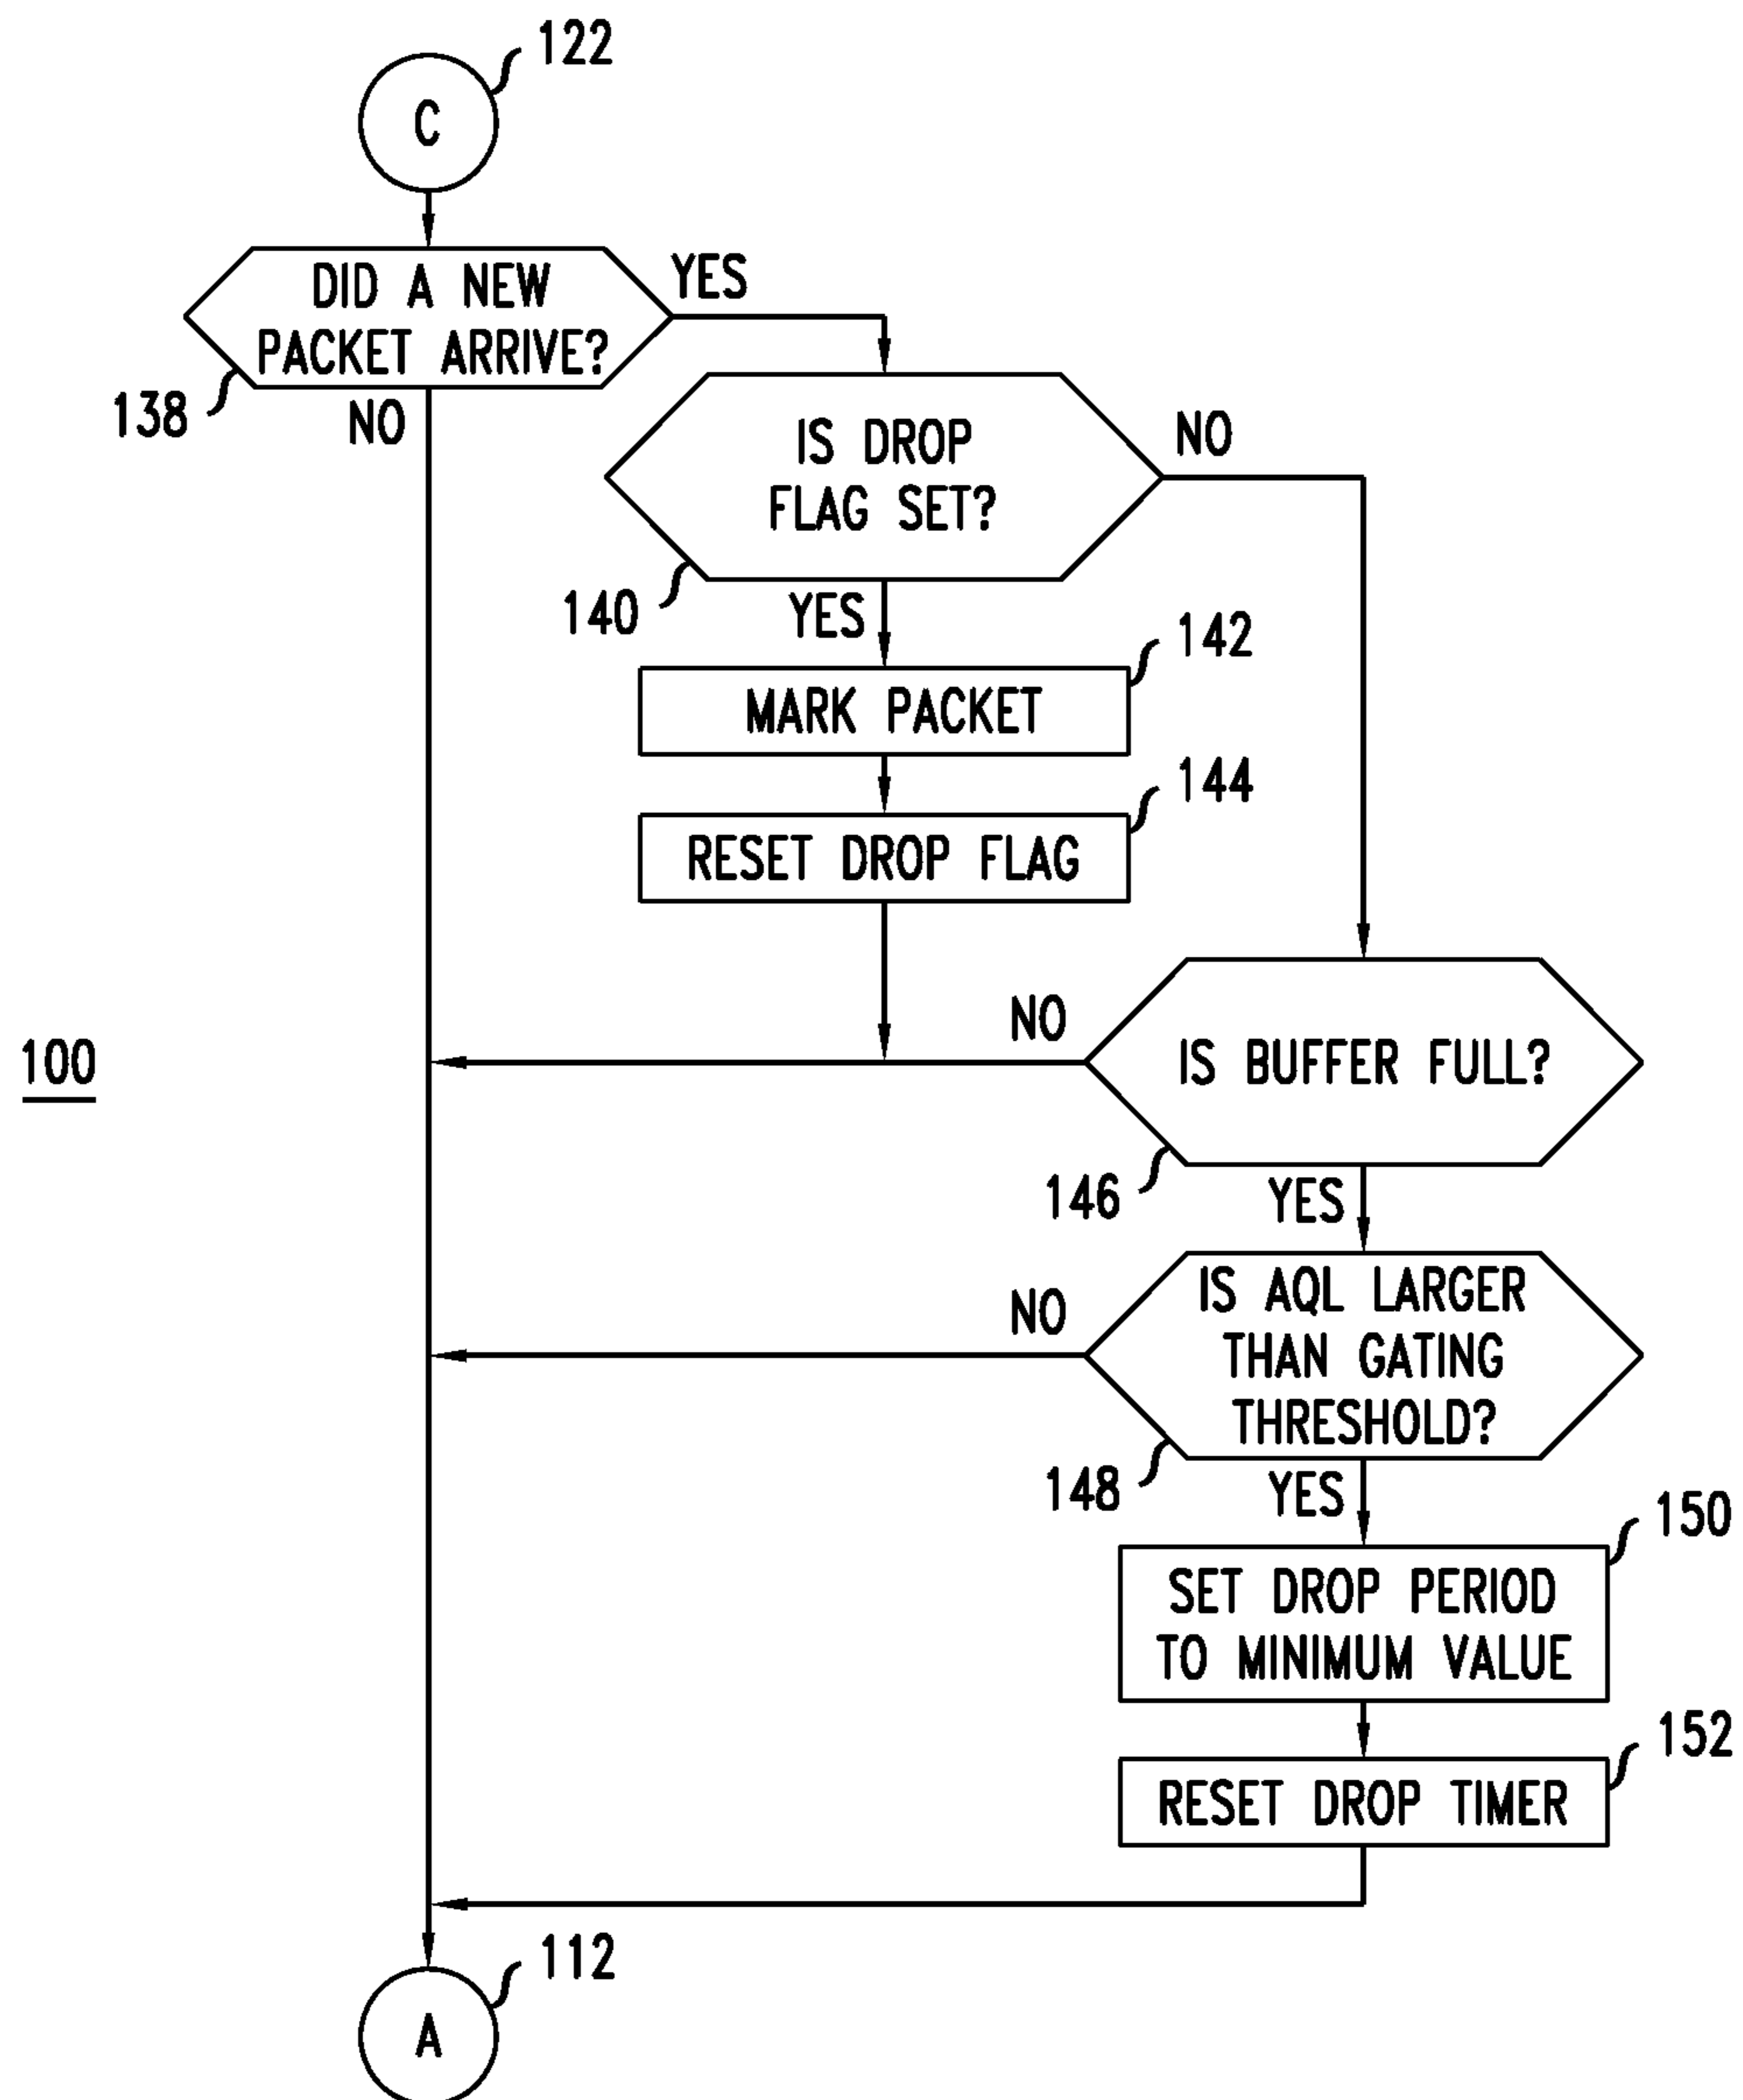 122
C
DID A NEW
PACKET ARRIVE?
YES
138
NO
IS DROP
FLAG SET?
NO
140
YES
142
MARK PACKET
144
RESET DROP FLAG
100
NO
IS BUFFER FULL?
146
YES
NO
IS AQL LARGER
THAN GATING
THRESHOLD?
148
YES
150
SET DROP PERIOD
TO MINIMUM VALUE
152
RESET DROP TIMER
112
A